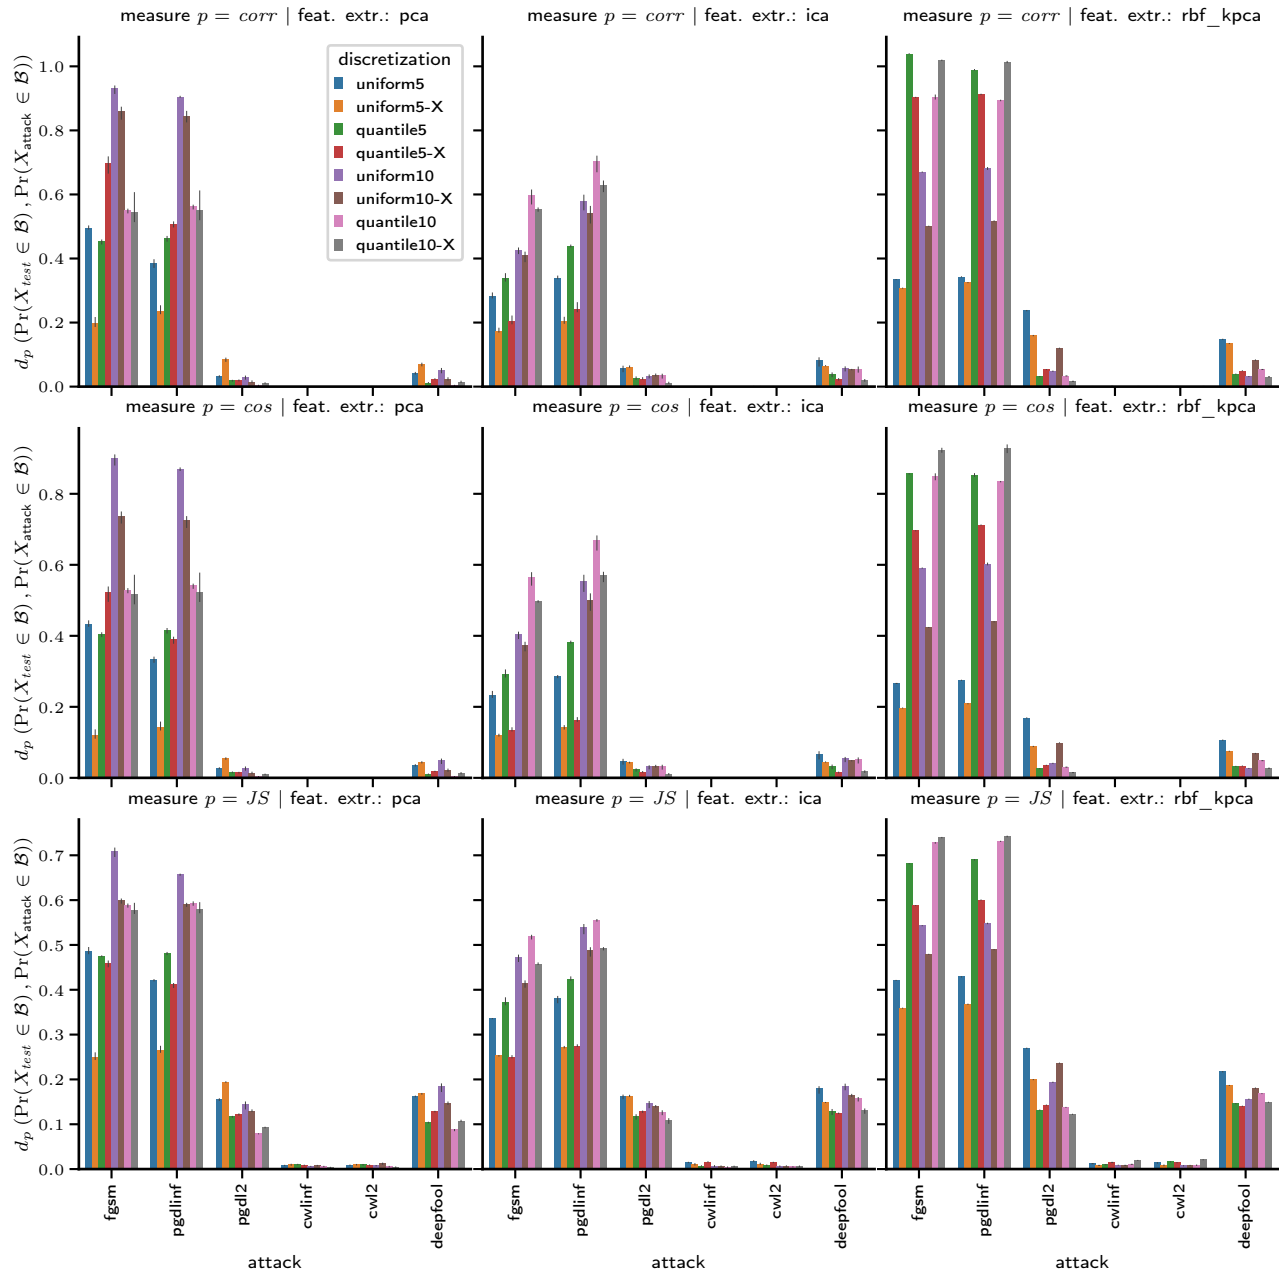 measure p = corr | feat. extr.: pca
measure p = corr | feat. extr.: ica
measure p = corr | feat. extr.: rbf_kpca
d_p (Pr(X_test ∈ ℬ), Pr(X_attack ∈ ℬ))
1.0
0.8
0.6
0.4
0.2
0.0
discretization
uniform5
uniform5-X
quantile5
quantile5-X
uniform10
uniform10-X
quantile10
quantile10-X
measure p = cos | feat. extr.: pca
measure p = cos | feat. extr.: ica
measure p = cos | feat. extr.: rbf_kpca
d_p (Pr(X_test ∈ ℬ), Pr(X_attack ∈ ℬ))
0.8
0.6
0.4
0.2
0.0
measure p = JS | feat. extr.: pca
measure p = JS | feat. extr.: ica
measure p = JS | feat. extr.: rbf_kpca
d_p (Pr(X_test ∈ ℬ), Pr(X_attack ∈ ℬ))
0.7
0.6
0.5
0.4
0.3
0.2
0.1
0.0
fgsm
pgdlinf
pgdl2
cwlinf
cwl2
deepfool
attack
fgsm
pgdlinf
pgdl2
cwlinf
cwl2
deepfool
attack
fgsm
pgdlinf
pgdl2
cwlinf
cwl2
deepfool
attack